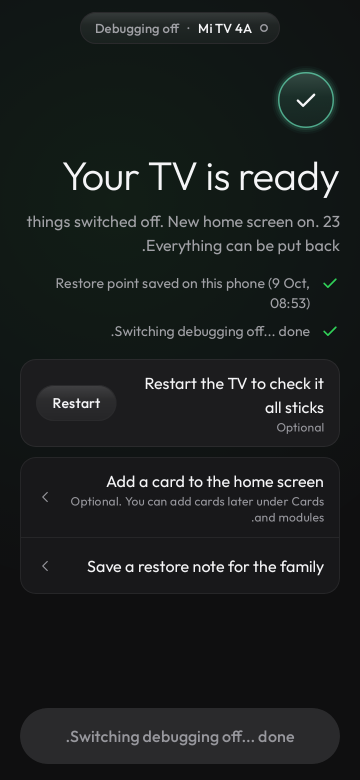 Debugging off · Mi TV 4A
Your TV is ready
things switched off. New home screen on. 23
.Everything can be put back
Restore point saved on this phone (9 Oct,
08:53)
.Switching debugging off... done
Restart the TV to check it
all sticks
Optional
Restart
Add a card to the home screen
Optional. You can add cards later under Cards
.and modules
Save a restore note for the family
.Switching debugging off... done